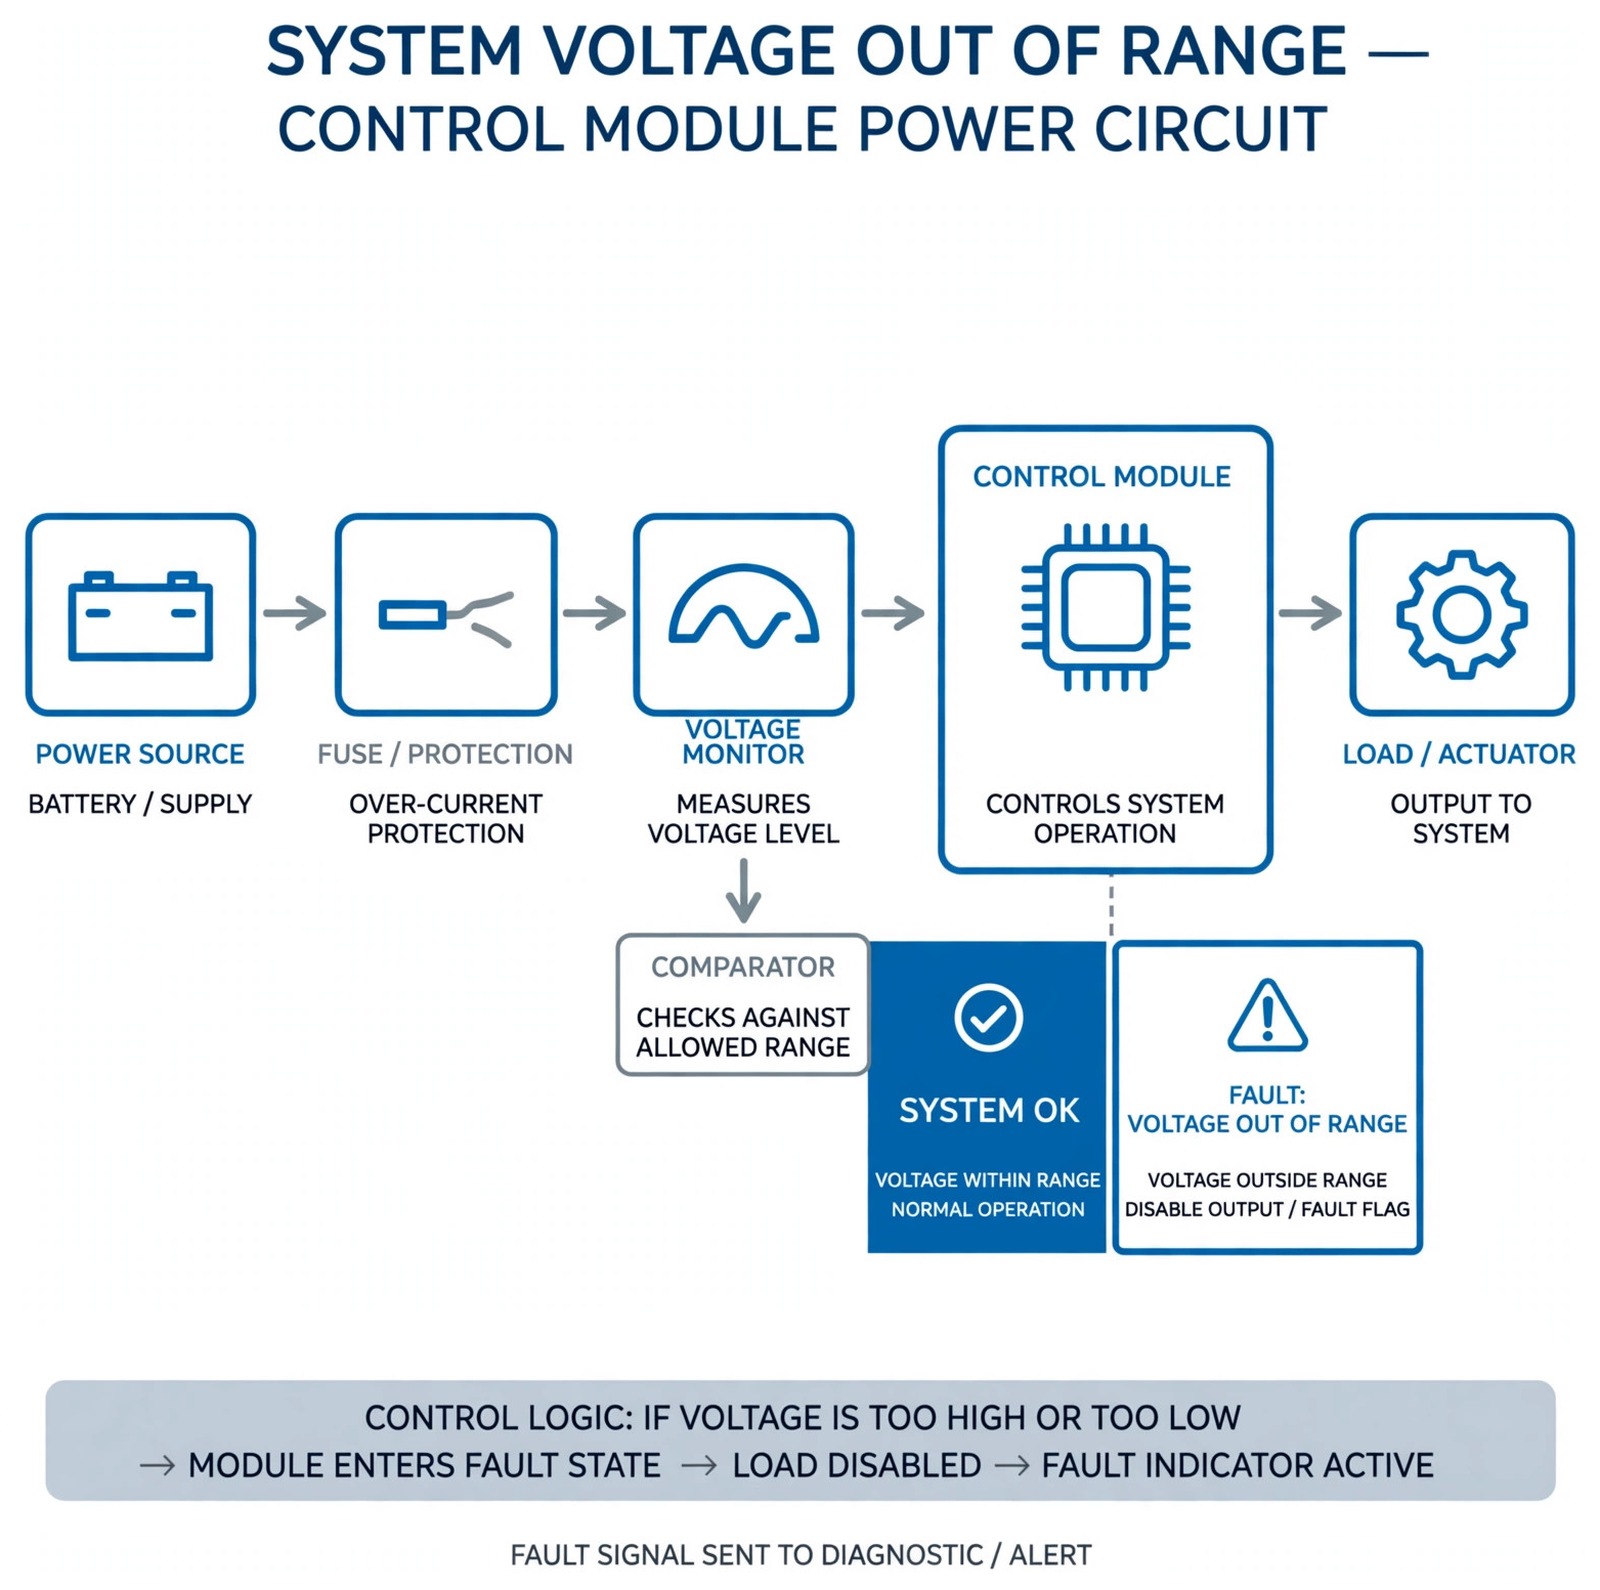 SYSTEM VOLTAGE OUT OF RANGE —
CONTROL MODULE POWER CIRCUIT
POWER SOURCE
BATTERY / SUPPLY
FUSE / PROTECTION
OVER-CURRENT
PROTECTION
VOLTAGE
MONITOR
MEASURES
VOLTAGE LEVEL
CONTROL MODULE
CONTROLS SYSTEM
OPERATION
LOAD / ACTUATOR
OUTPUT TO
SYSTEM
COMPARATOR
CHECKS AGAINST
ALLOWED RANGE
SYSTEM OK
VOLTAGE WITHIN RANGE
NORMAL OPERATION
FAULT:
VOLTAGE OUT OF RANGE
VOLTAGE OUTSIDE RANGE
DISABLE OUTPUT / FAULT FLAG
CONTROL LOGIC: IF VOLTAGE IS TOO HIGH OR TOO LOW
→ MODULE ENTERS FAULT STATE → LOAD DISABLED → FAULT INDICATOR ACTIVE
FAULT SIGNAL SENT TO DIAGNOSTIC / ALERT